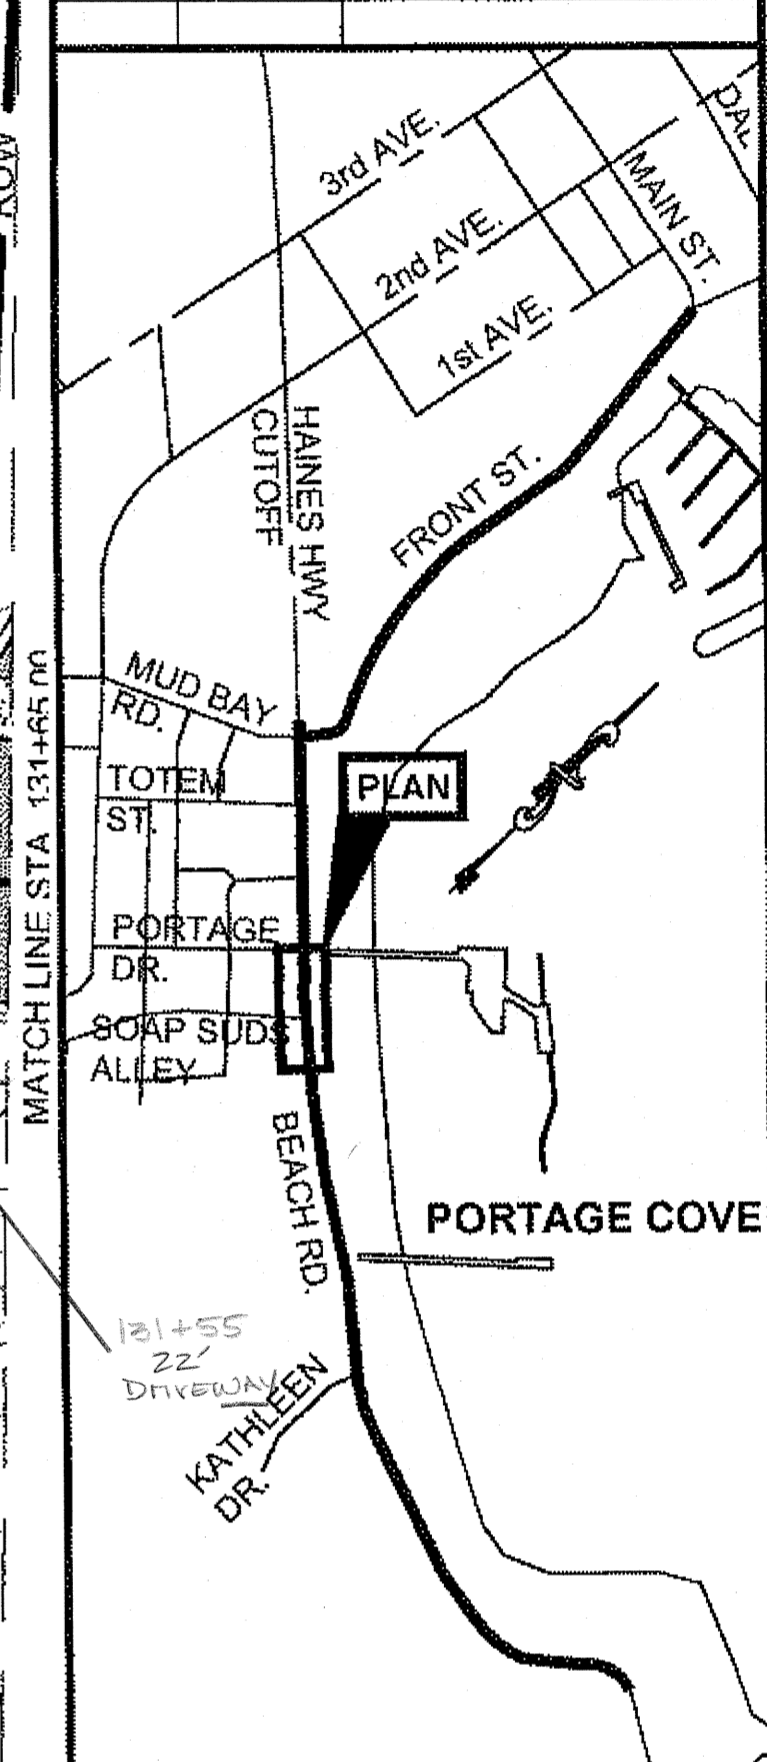 ROW
MATCH LINE STA 131+65.00
3rd AVE.
2nd AVE.
1st AVE.
MAIN ST.
DAL
HAINES HWY
CUTOFF
FRONT ST.
MUD BAY
RD.
TOTEM
ST.
PLAN
PORTAGE
DR.
SOAP SUDS
ALLEY
BEACH RD.
PORTAGE COVE
131+55
22'
DRIVEWAY
KATHLEEN
DR.